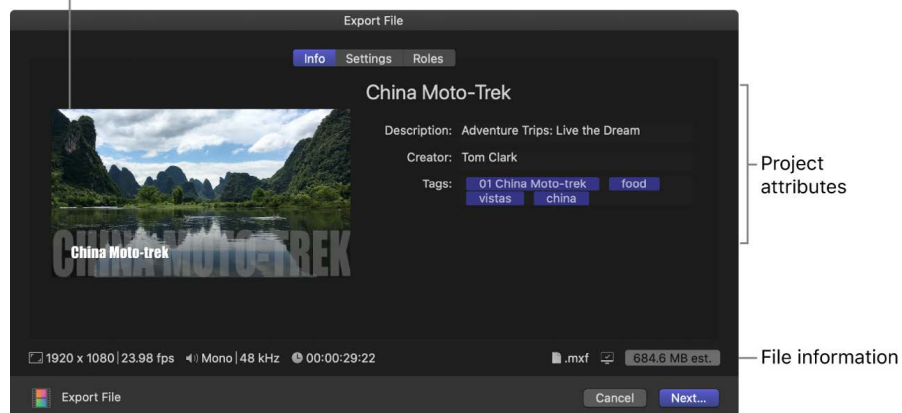 Export File
Info Settings Roles
China Moto-Trek
Description: Adventure Trips: Live the Dream
Creator: Tom Clark
Tags: 01 China Moto-trek food
vistas china
CHINA MOTO-TREK
China Moto-trek
Project
attributes
1920 x 1080 | 23.98 fps Mono | 48 kHz 00:00:29:22 .mxf 684.6 MB est.
File information
Export File Cancel Next...